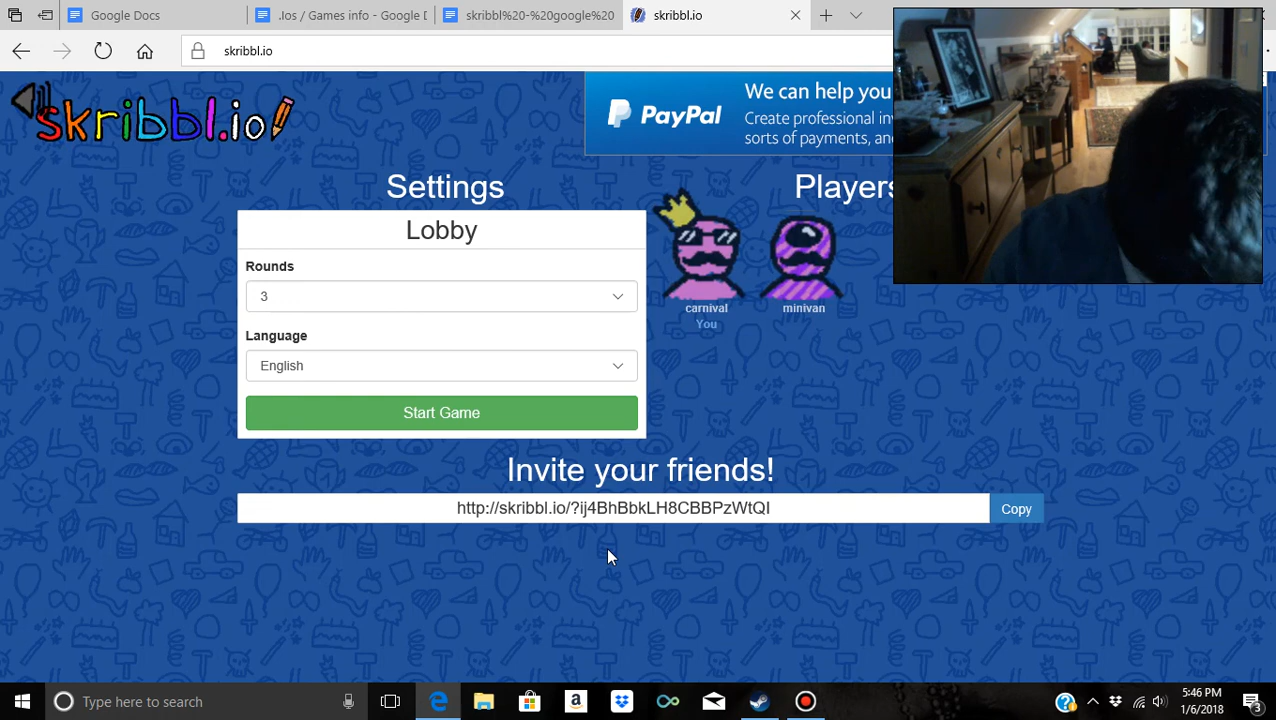 Google Docs
.Ios / Games info - Google D
skribbl%20-%20google%20
skribbl.io
skribbl.io
skribbl.io!
PayPal
We can help you
Create professional inv
sorts of payments, and
Settings
Players
Lobby
Rounds
3
Language
English
Start Game
carnival
You
minivan
Invite your friends!
http://skribbl.io/?ij4BhBbkLH8CBBPzWtQI
Copy
Type here to search
5:46 PM
1/6/2018
3